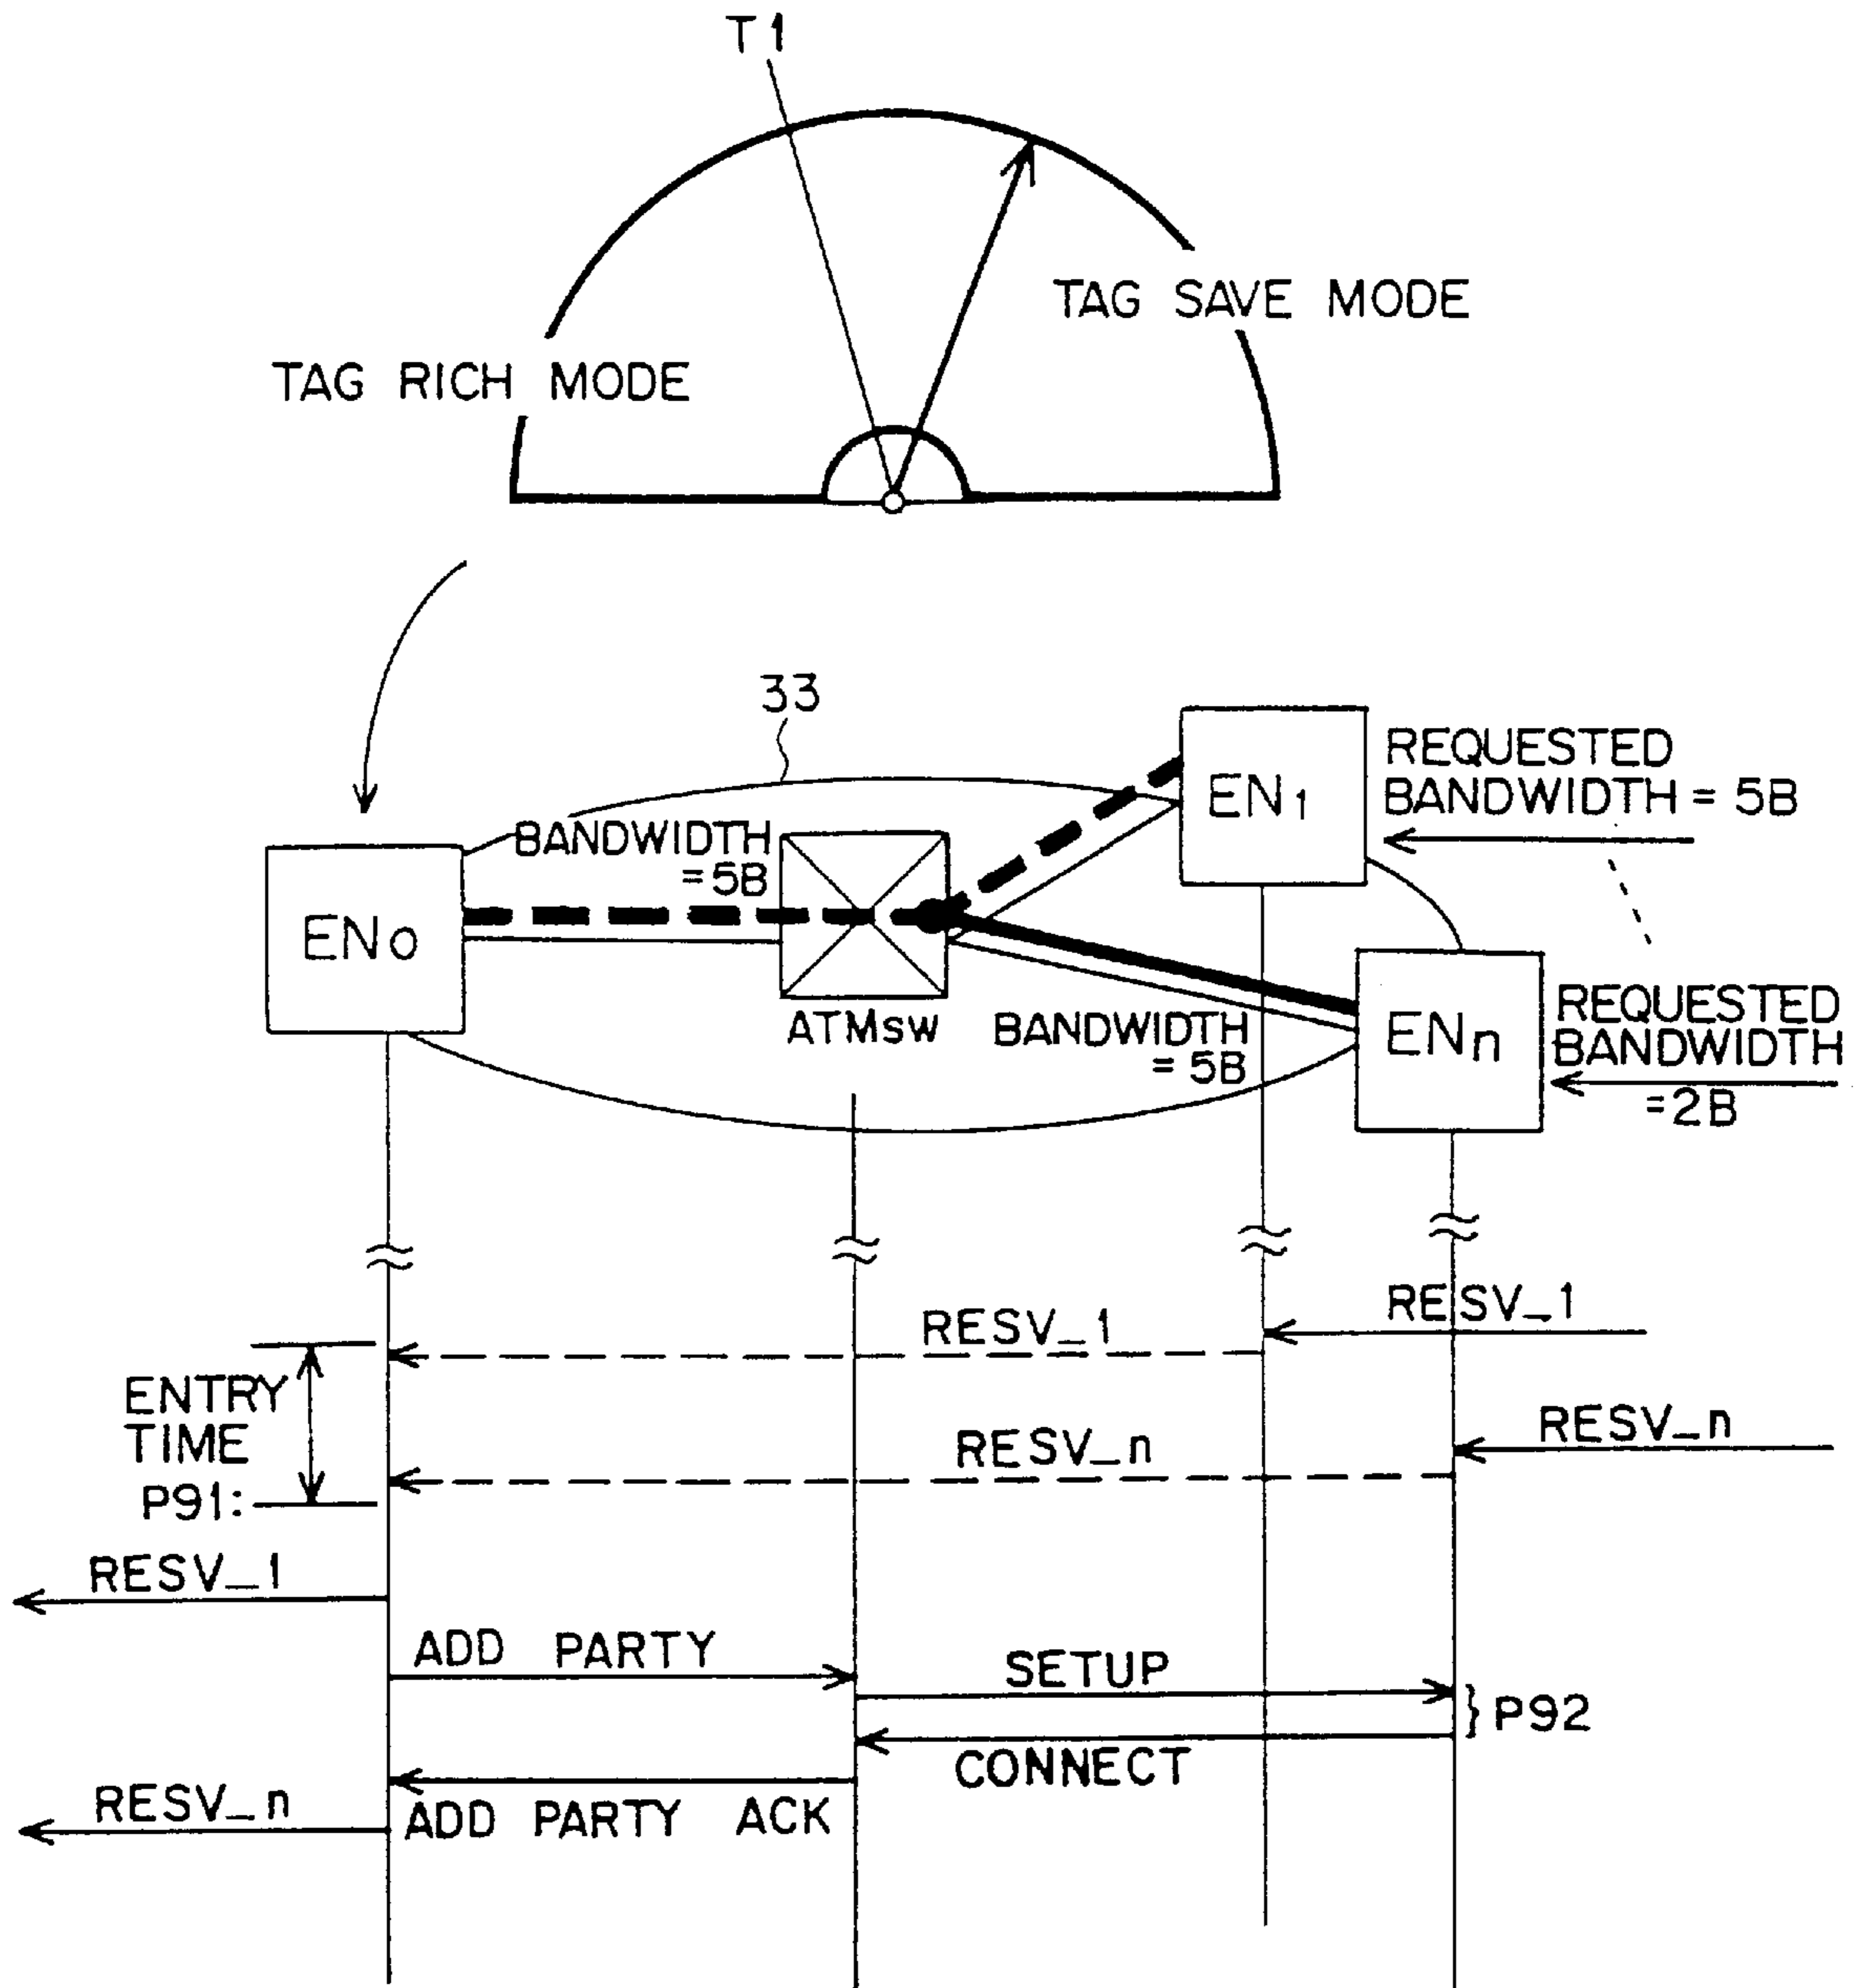 T1
TAG SAVE MODE
TAG RICH MODE
33
EN1
REQUESTED
BANDWIDTH = 5B
BANDWIDTH
=5B
EN0
ATMSW
BANDWIDTH
=5B
ENn
REQUESTED
BANDWIDTH
=2B
RESV_1
RESV_1
ENTRY
TIME
P91:
RESV_n
RESV_n
RESV_1
ADD PARTY
SETUP
P92
CONNECT
RESV_n
ADD PARTY ACK